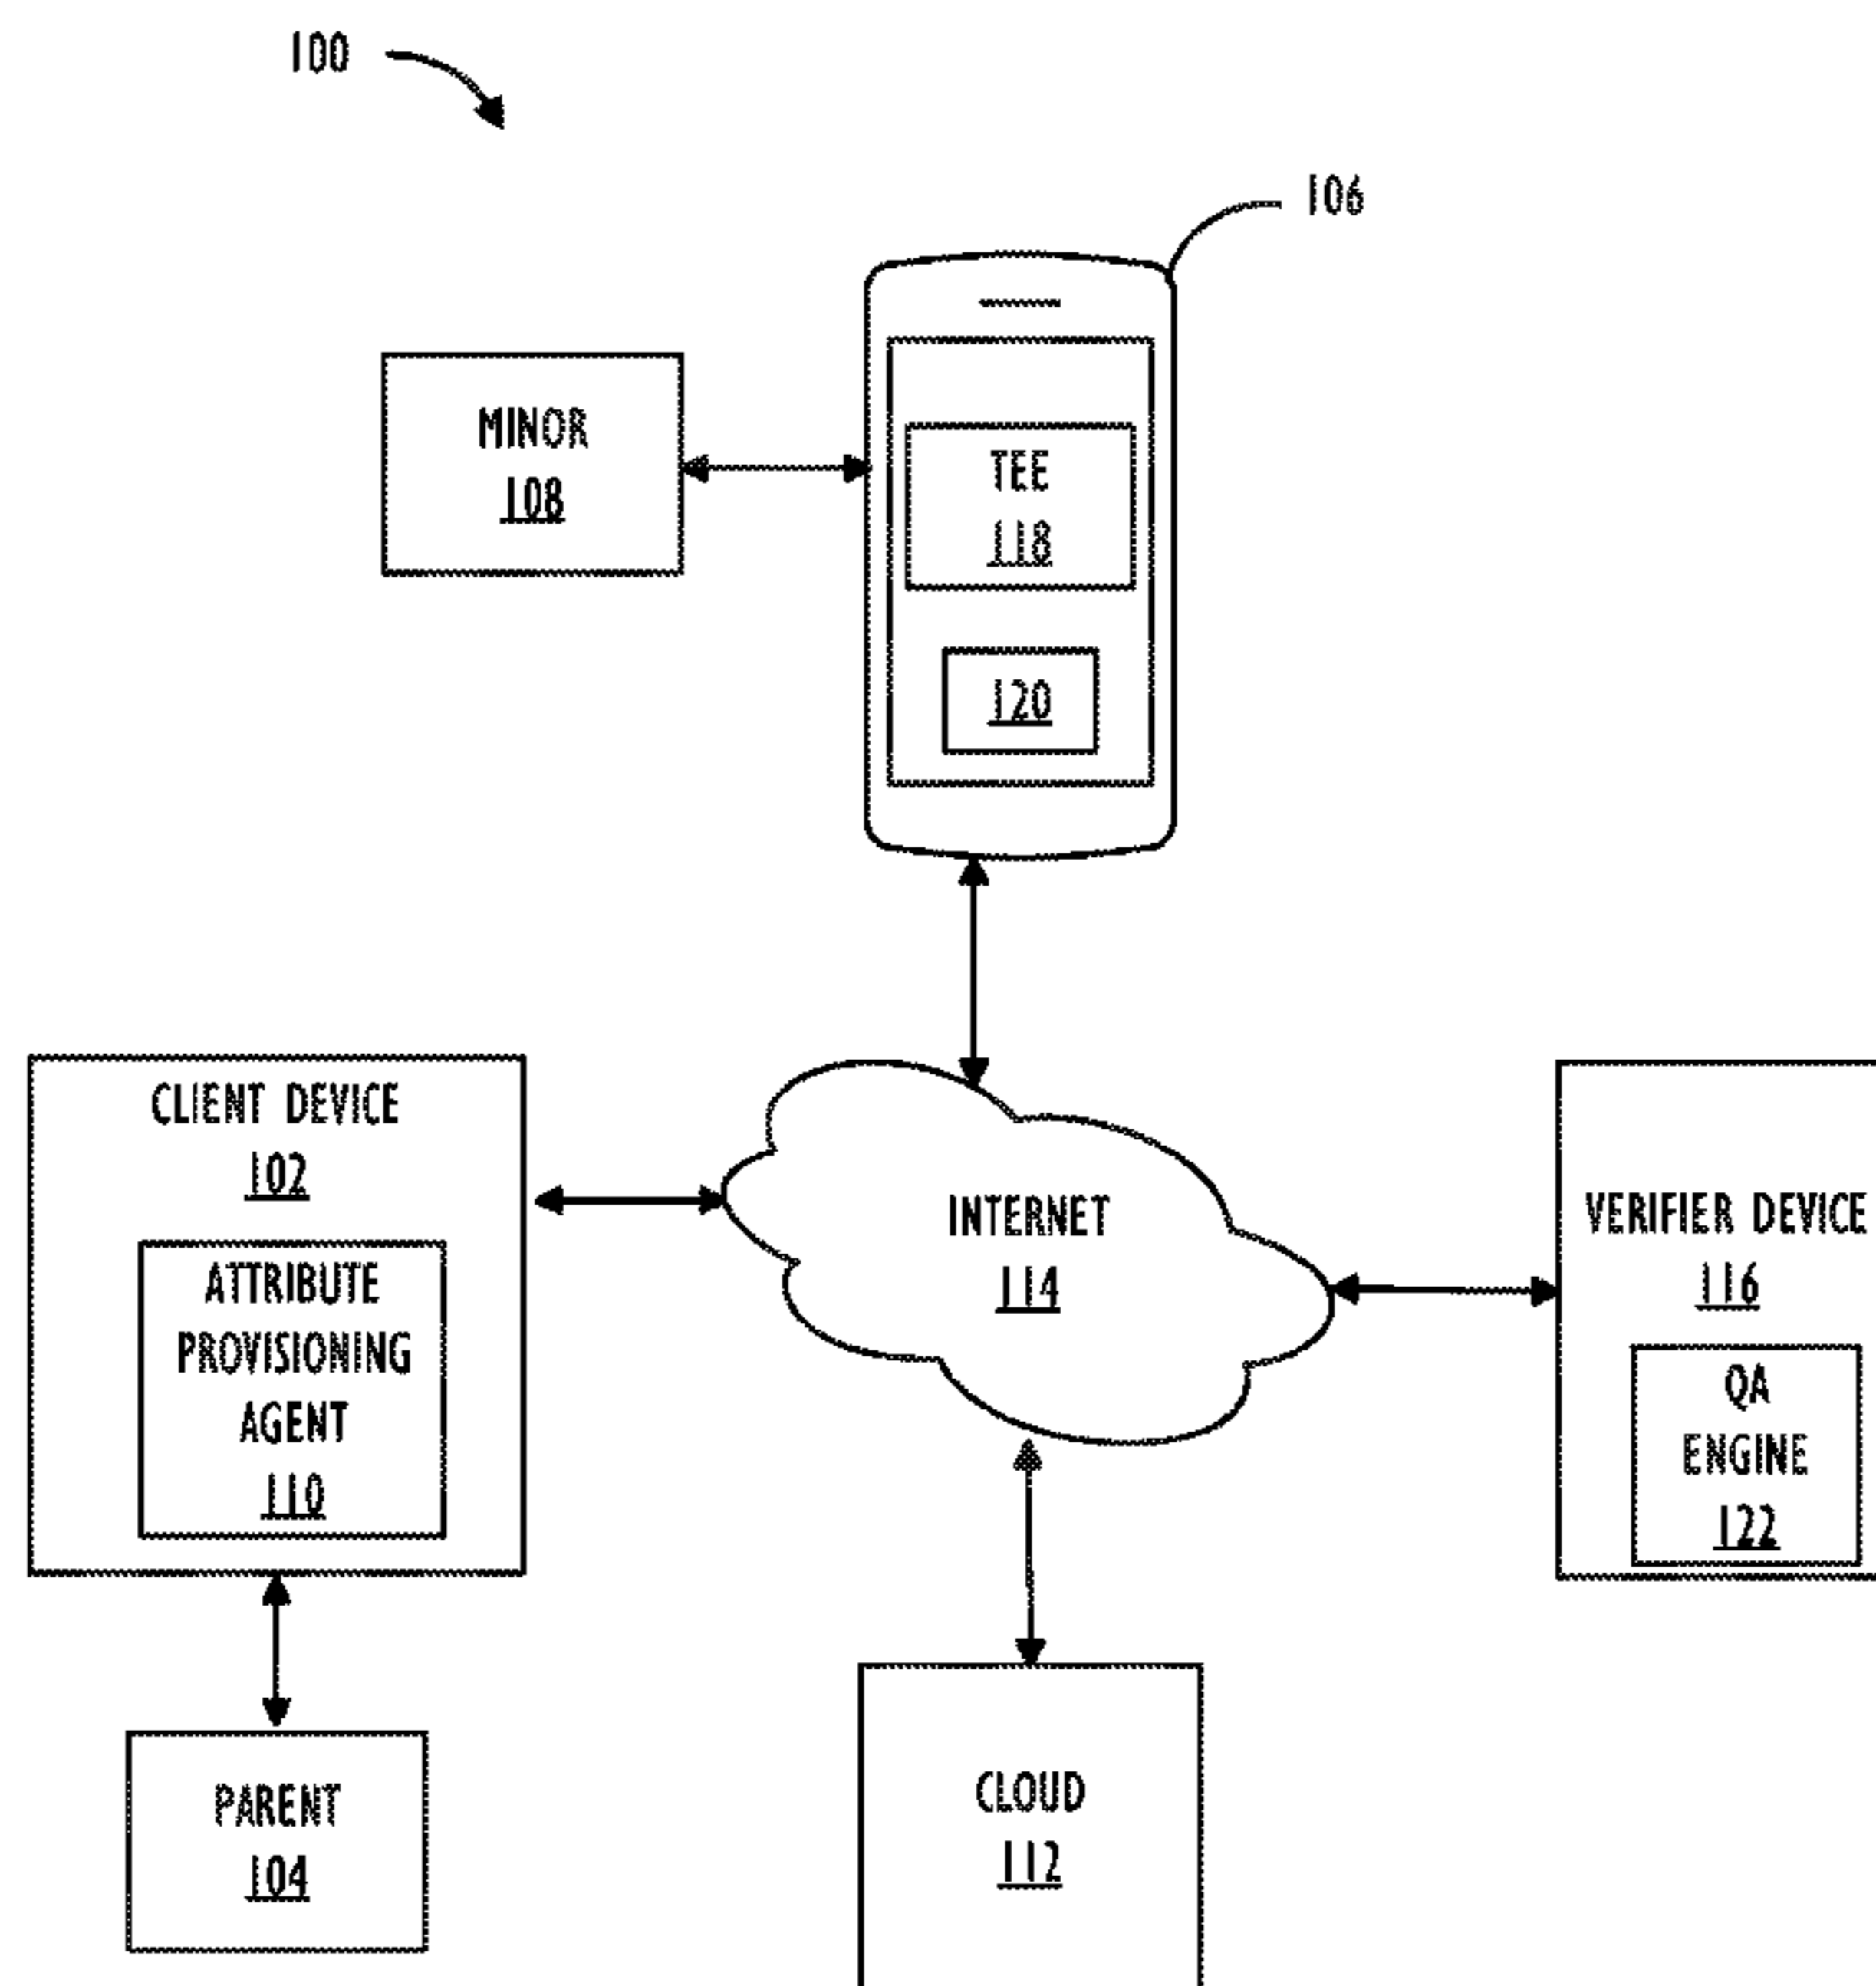 100
106
MINOR
108
TEE
118
120
CLIENT DEVICE
102
ATTRIBUTE
PROVISIONING
AGENT
110
INTERNET
114
VERIFIER DEVICE
116
QA
ENGINE
122
PARENT
104
CLOUD
112